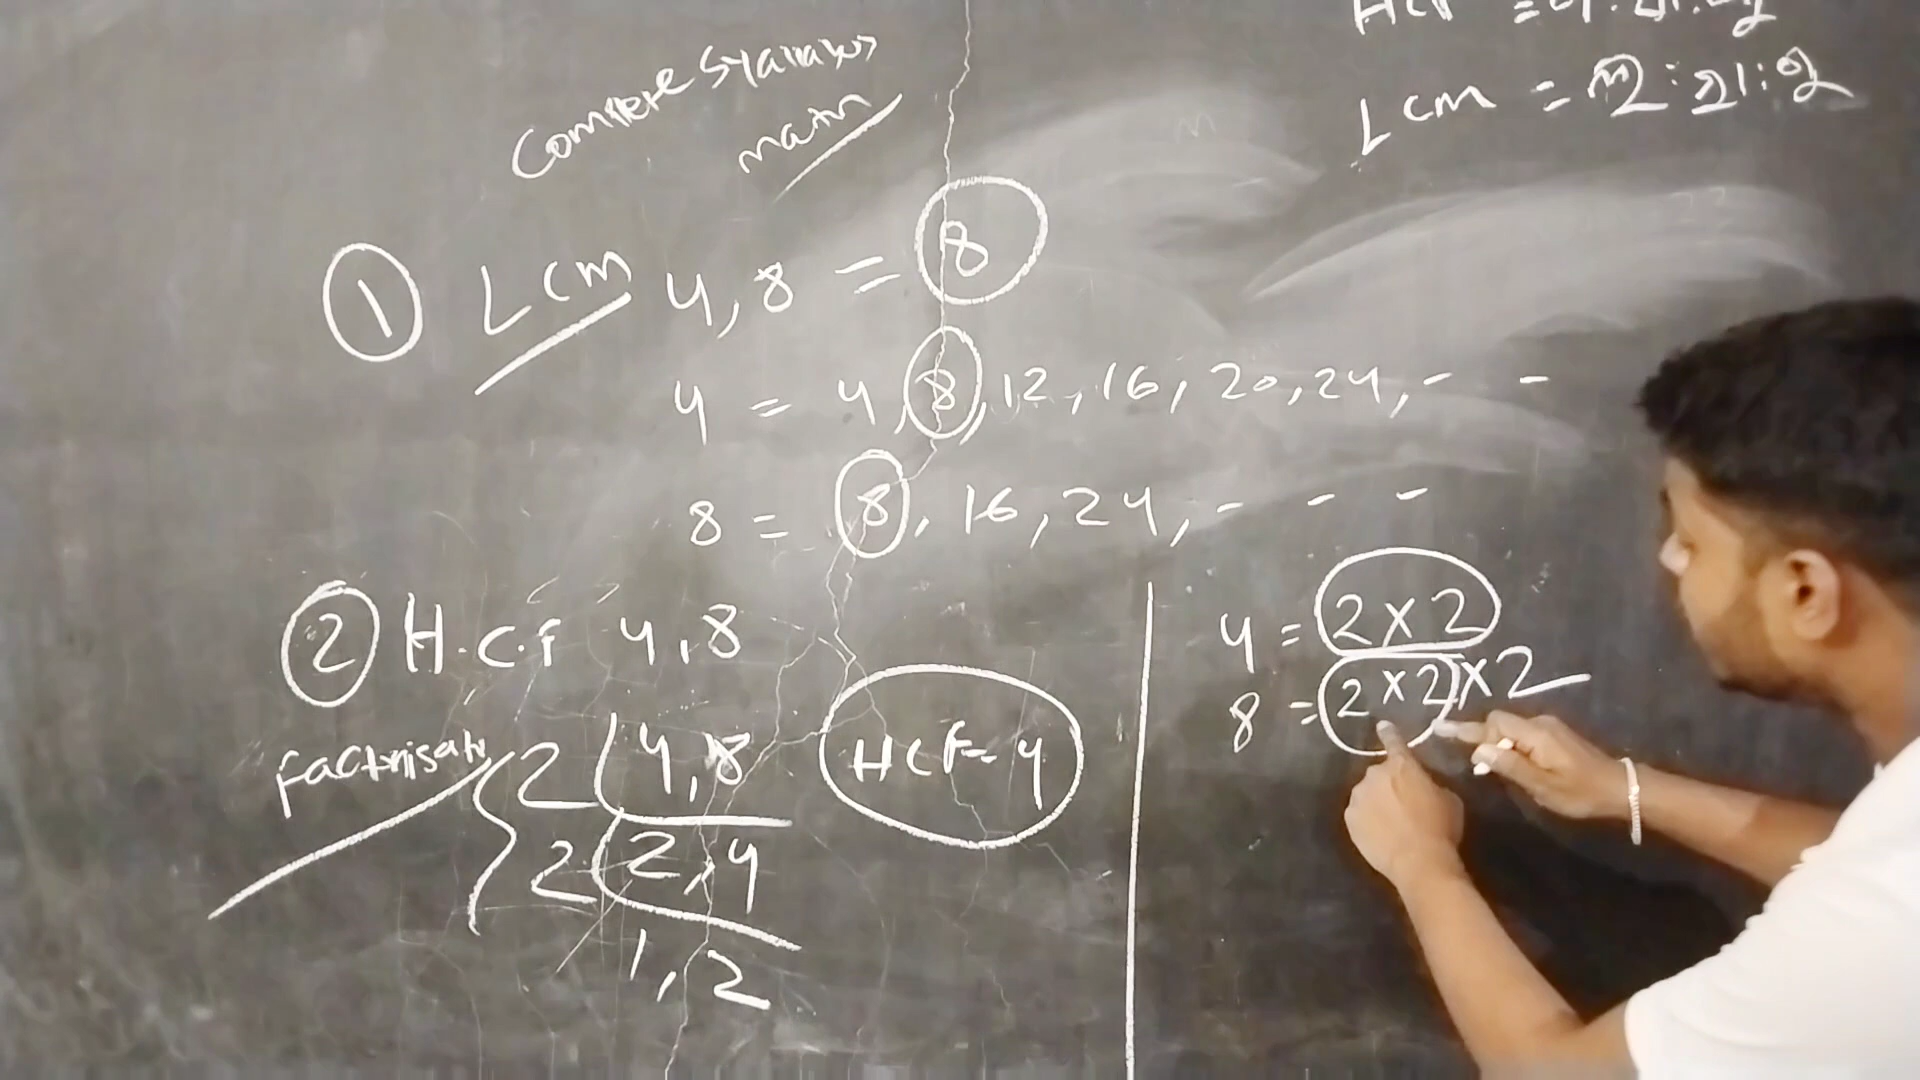 Complete Syllabus
math
LCM =
① LCM 4,8 = 8
4 = 4, 8, 12, 16, 20, 24, - -
8 = 8, 16, 24, - - -
② H.C.F 4,8
factorisati
2 4,8
2 2,4
1,2
HCF= 4
4 = 2×2
8 = 2×2×2